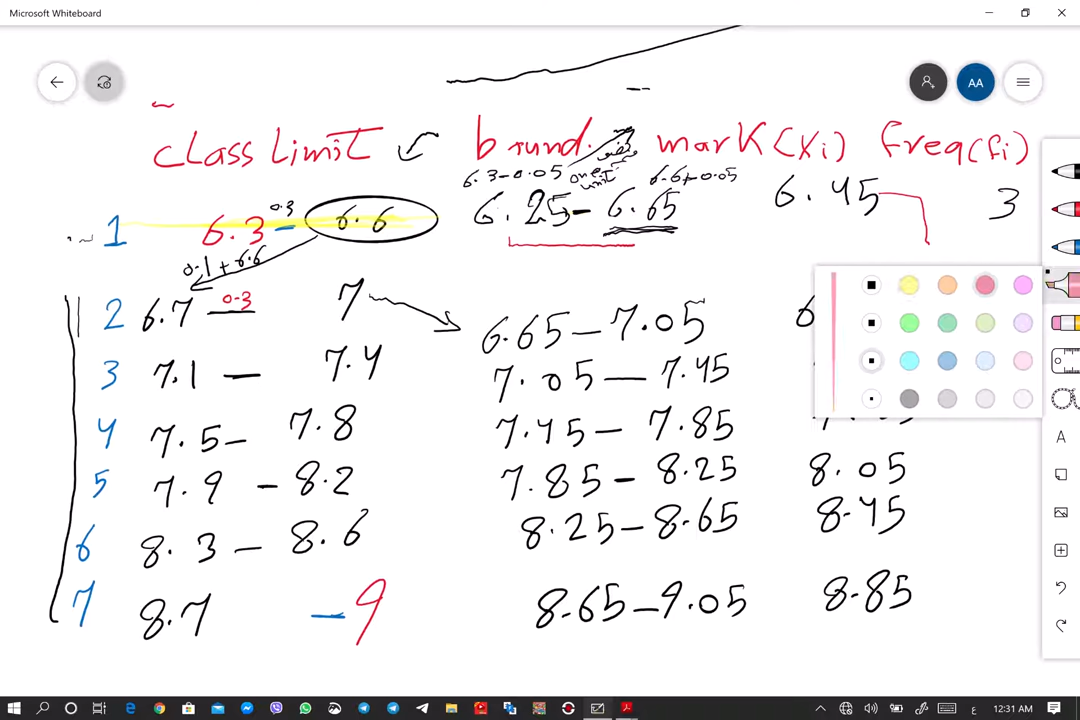 Microsoft Whiteboard
AA
class Limit bound. mark(xi) Freq(fi)
6.3-0.05 one unit 6.6+0.05
1 6.3 - 0.3 6.6 6.25 - 6.65 6.45 3
0.1 + 6.6
2 6.7 — 0.3 7 6.65 — 7.05 6
3 7.1 — 7.4 7.05 — 7.45
4 7.5 - 7.8 7.45 - 7.85
5 7.9 - 8.2 7.85 - 8.25 8.05
6 8.3 - 8.6 8.25 - 8.65 8.45
7 8.7 - 9 8.65 - 9.05 8.85
A
ع 12:31 AM